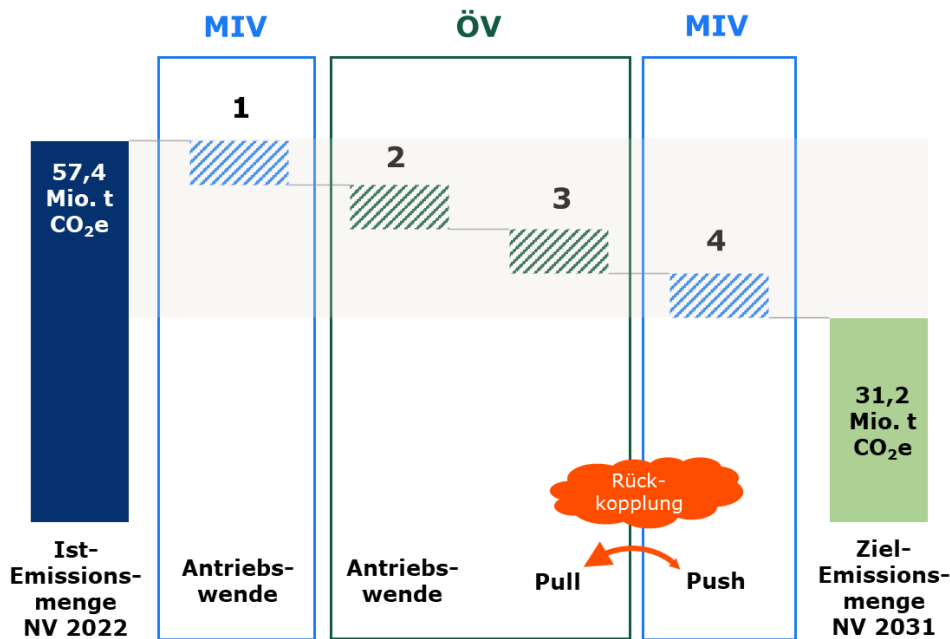 MIV
ÖV
MIV
1
2
3
4
57,4
Mio. t
CO₂e
31,2
Mio. t
CO₂e
Rück-
kopplung
Ist-
Emissions-
menge
NV 2022
Antriebs-
wende
Antriebs-
wende
Pull
Push
Ziel-
Emissions-
menge
NV 2031